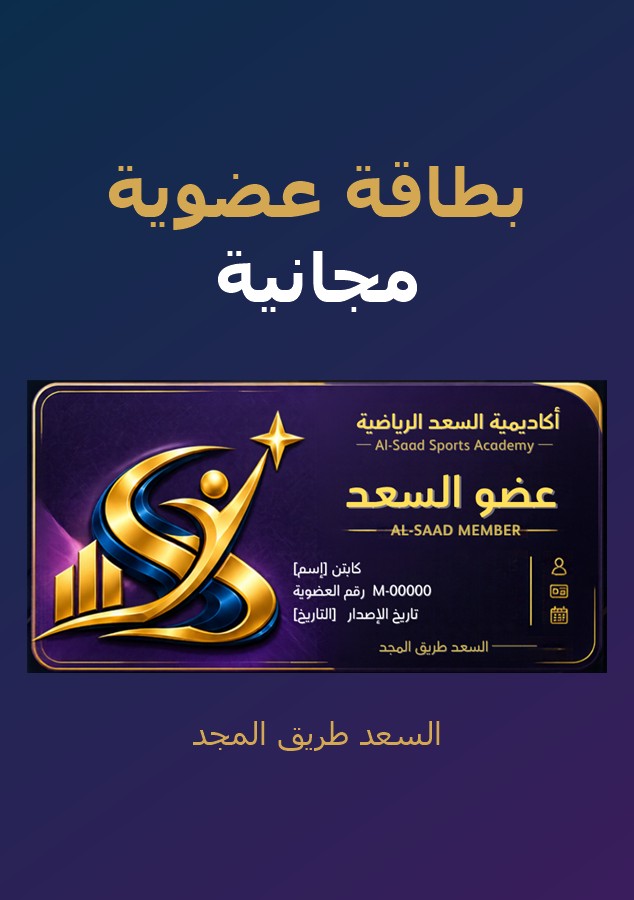 بطاقة عضوية
مجانية
أكاديمية السعد الرياضية
Al-Saad Sports Academy
عضو السعد
AL-SAAD MEMBER
كابتن [إسم]
رقم العضوية M-00000
تاريخ الإصدار [التاريخ]
السعد طريق المجد
السعد طريق المجد